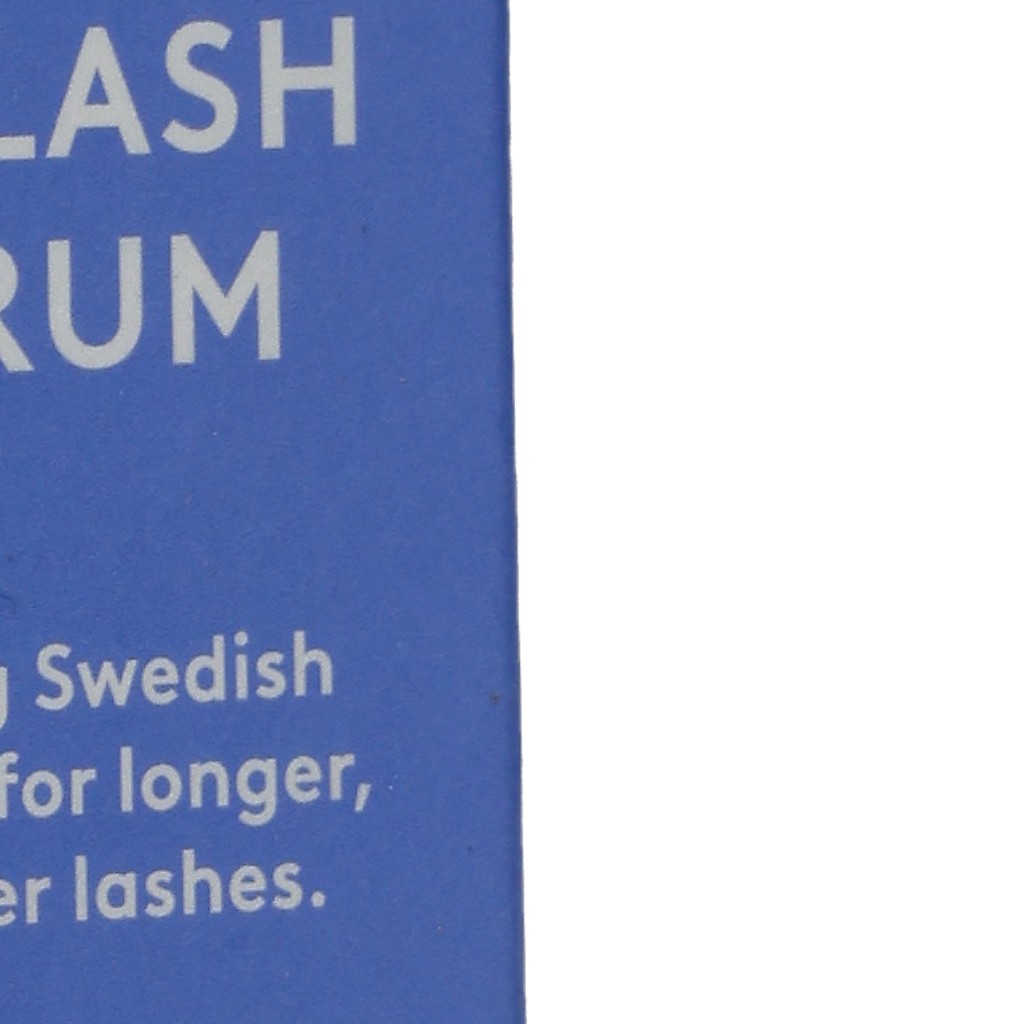 LASH
RUM
g Swedish
for longer,
er lashes.